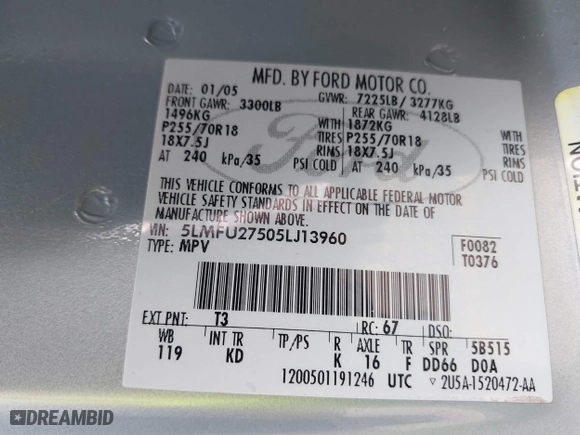 MFD. BY FORD MOTOR CO.
DATE: 01/05 GVWR: 7225LB/ 3277KG
FRONT GAWR: 3300LB REAR GAWR: 4128LB
1496KG 1872KG
P255/70R18 WITH P255/70R18 WITH
18X7.5J TIRES 18X7.5J TIRES
RIMS RIMS
AT 240 kPa/35 PSI COLD AT 240 kPa/35 PSI COLD
THIS VEHICLE CONFORMS TO ALL APPLICABLE FEDERAL MOTOR
VEHICLE SAFETY STANDARDS IN EFFECT ON THE DATE OF
MANUFACTURE SHOWN ABOVE.
VIN: 5LMFU27505LJ13960
TYPE: MPV
F0082
T0376
EXT PNT: T3 RC: 67 DSO:
WB INT TR TP/PS R AXLE TR SPR 5B515
119 KD K 16 F DD66 D0A
1200501191246 UTC 2U5A-1520472-AA
Ford
DREAMBID